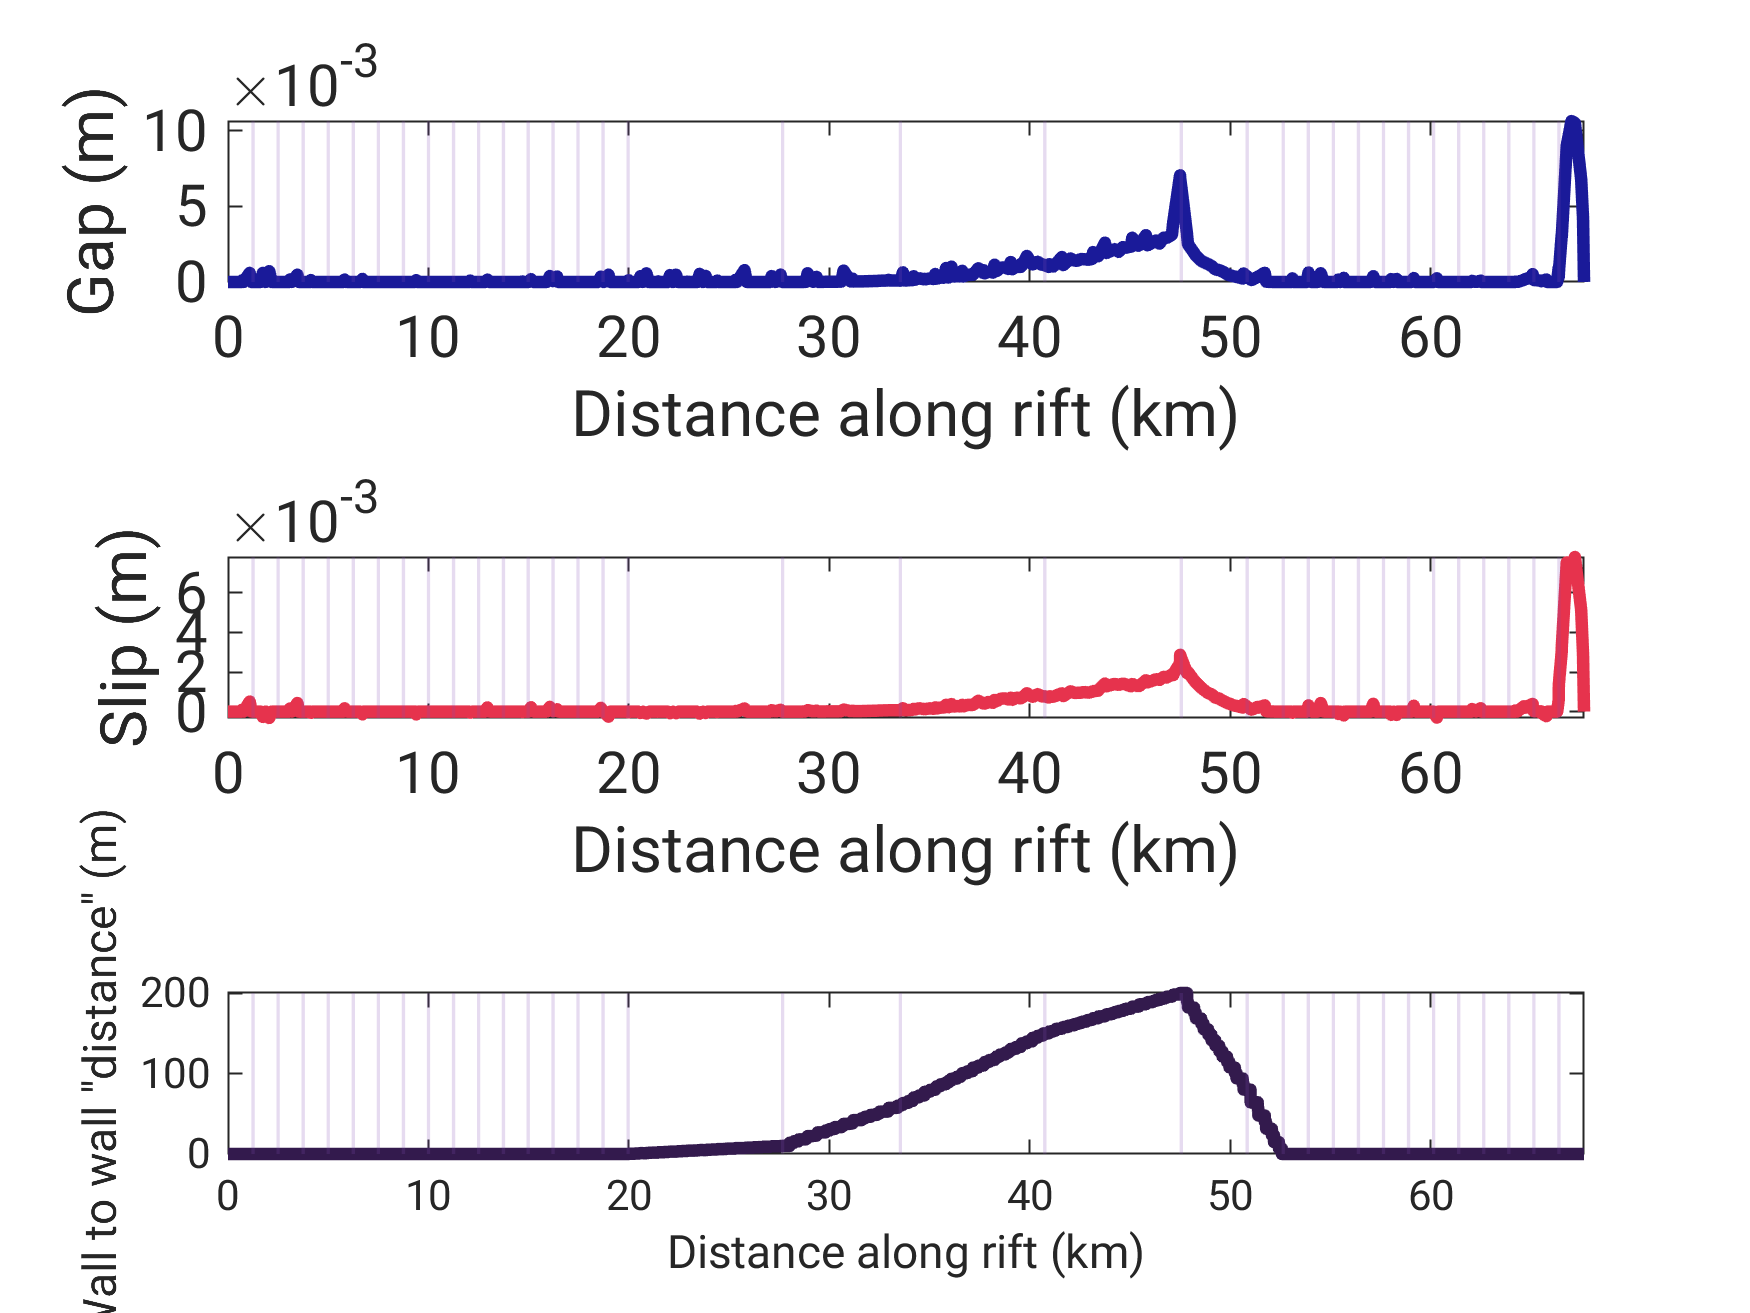 ×10-3
Gap (m)
10
5
0
0 10 20 30 40 50 60
Distance along rift (km)
×10-3
Slip (m)
6
4
2
0
0 10 20 30 40 50 60
Distance along rift (km)
to wall "distance" (m)
200
100
0
0 10 20 30 40 50 60
Distance along rift (km)